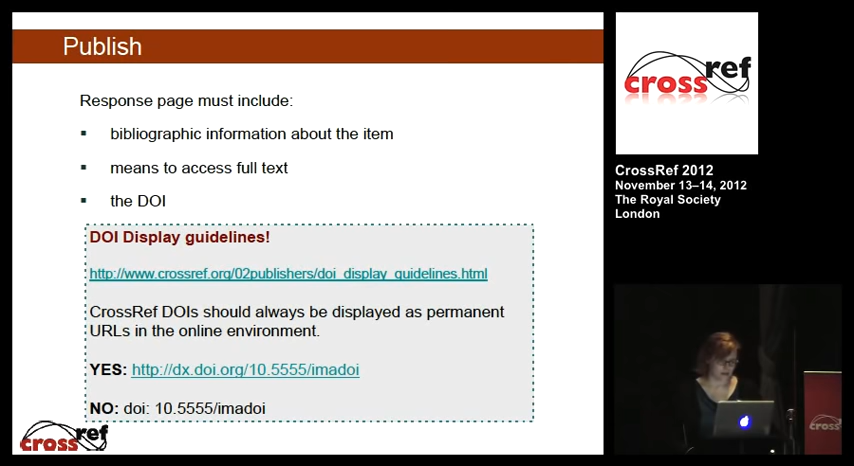 Publish
Response page must include:
▪ bibliographic information about the item
▪ means to access full text
▪ the DOI
DOI Display guidelines!
http://www.crossref.org/02publishers/doi_display_guidelines.html
CrossRef DOIs should always be displayed as permanent
URLs in the online environment.
YES: http://dx.doi.org/10.5555/imadoi
NO: doi: 10.5555/imadoi
crossref
crossref
CrossRef 2012
November 13–14, 2012
The Royal Society
London
cross